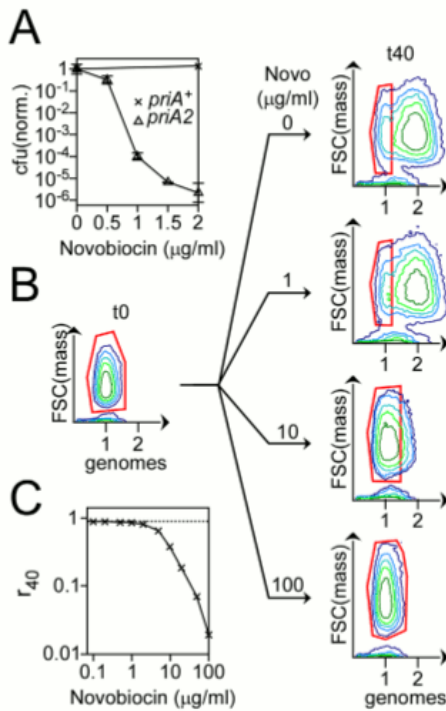 A
cfu(norm.)
1
10-1
10-2
10-3
10-4
10-5
10-6
× priA+
△ priA2
0 0.5 1 1.5 2
Novobiocin (μg/ml)
B
t0
FSC(mass)
1 2
genomes
C
r40
1
0.1
0.01
0.1 1 10 100
Novobiocin (μg/ml)
Novo
(μg/ml)
0
1
10
100
t40
FSC(mass)
1 2
FSC(mass)
1 2
FSC(mass)
1 2
FSC(mass)
1 2
genomes